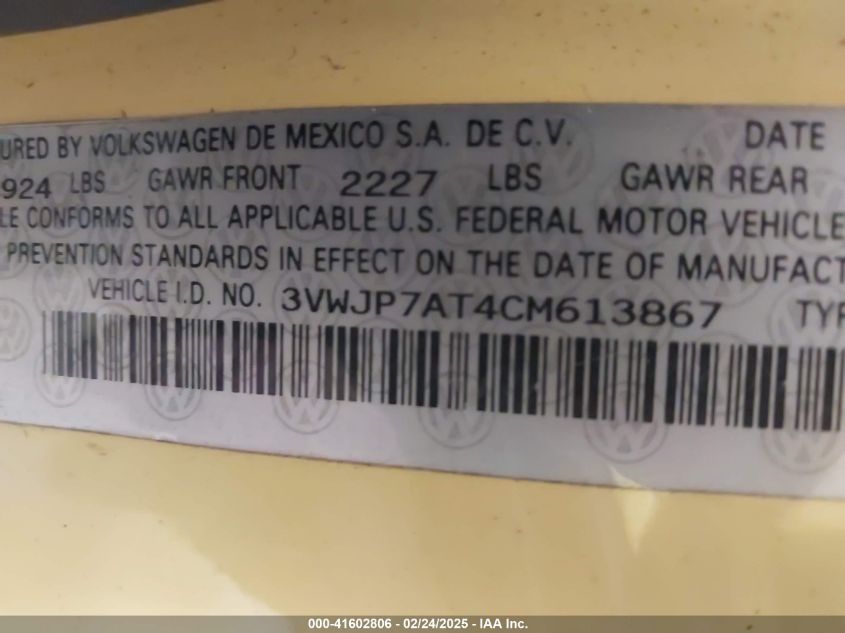 URED BY VOLKSWAGEN DE MEXICO S.A. DE C.V. DATE
924 LBS GAWR FRONT 2227 LBS GAWR REAR
LE CONFORMS TO ALL APPLICABLE U.S. FEDERAL MOTOR VEHICLE
PREVENTION STANDARDS IN EFFECT ON THE DATE OF MANUFACT
VEHICLE I.D. NO. 3VWJP7AT4CM613867 TYP
000-41602806 - 02/24/2025 - IAA Inc.